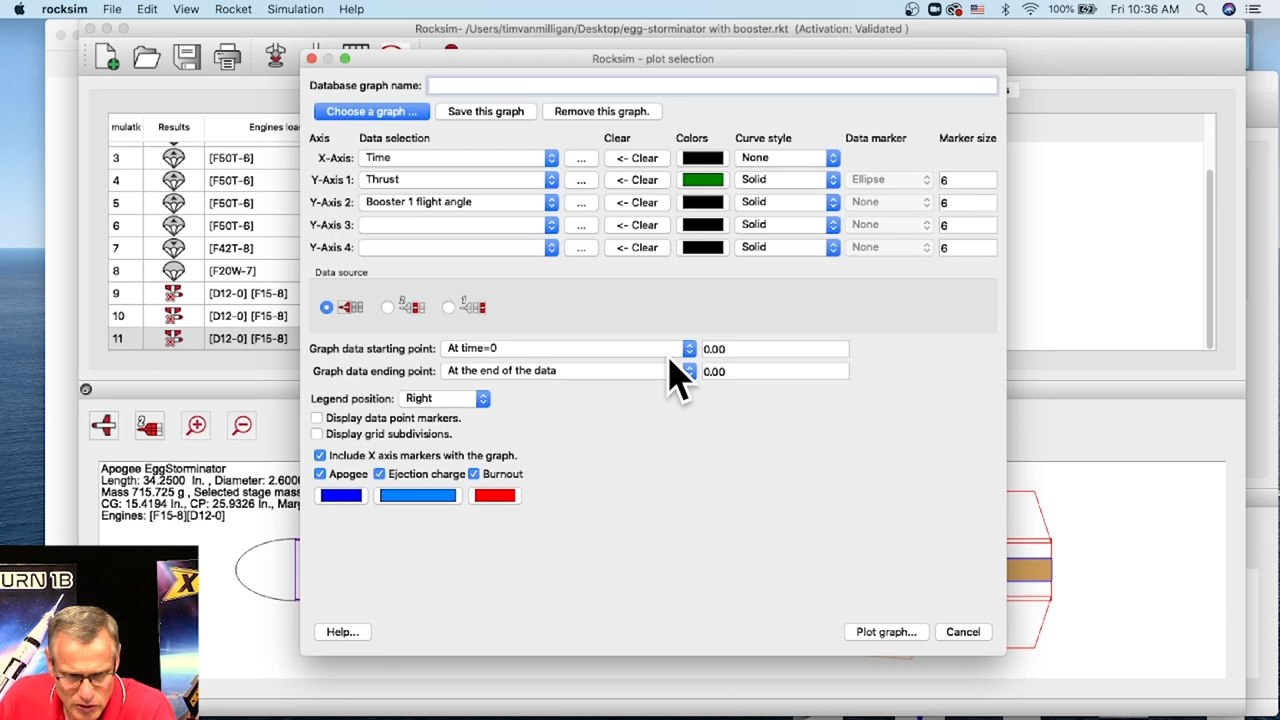 rocksim File Edit View Rocket Simulation Help 100% Fri 10:36 AM
Rocksim- /Users/timvanmilligan/Desktop/egg-storminator with booster.rkt (Activation: Validated )
Rocksim - plot selection
Database graph name:
Choose a graph ... Save this graph Remove this graph.
Axis Data selection Clear Colors Curve style Data marker Marker size
X-Axis: Time ... <- Clear None
Y-Axis 1: Thrust ... <- Clear Solid Ellipse 6
Y-Axis 2: Booster 1 flight angle ... <- Clear Solid None 6
Y-Axis 3: ... <- Clear Solid None 6
Y-Axis 4: ... <- Clear Solid None 6
Data source
Graph data starting point: At time=0 0.00
Graph data ending point: At the end of the data 0.00
Legend position: Right
Display data point markers.
Display grid subdivisions.
Include X axis markers with the graph.
Apogee Ejection charge Burnout
Help... Plot graph... Cancel
mulatic Results Engines loa
3 [F50T-6]
4 [F50T-6]
5 [F50T-6]
6 [F50T-6]
7 [F42T-8]
8 [F20W-7]
9 [D12-0] [F15-8]
10 [D12-0] [F15-8]
11 [D12-0] [F15-8]
Apogee EggStorminator
Length: 34.2500 In. , Diameter: 2.6000
Mass 715.725 g , Selected stage mass
CG: 15.4194 In., CP: 25.9326 In., Mar
Engines: [F15-8][D12-0]
URN 1B
X